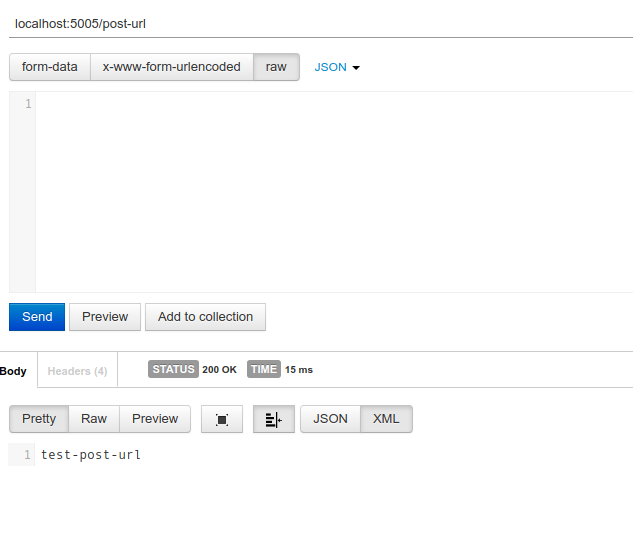 localhost:5005/post-url
form-data x-www-form-urlencoded raw JSON
1
Send Preview Add to collection
Body Headers (4) STATUS 200 OK TIME 15 ms
Pretty Raw Preview JSON XML
1 test-post-url